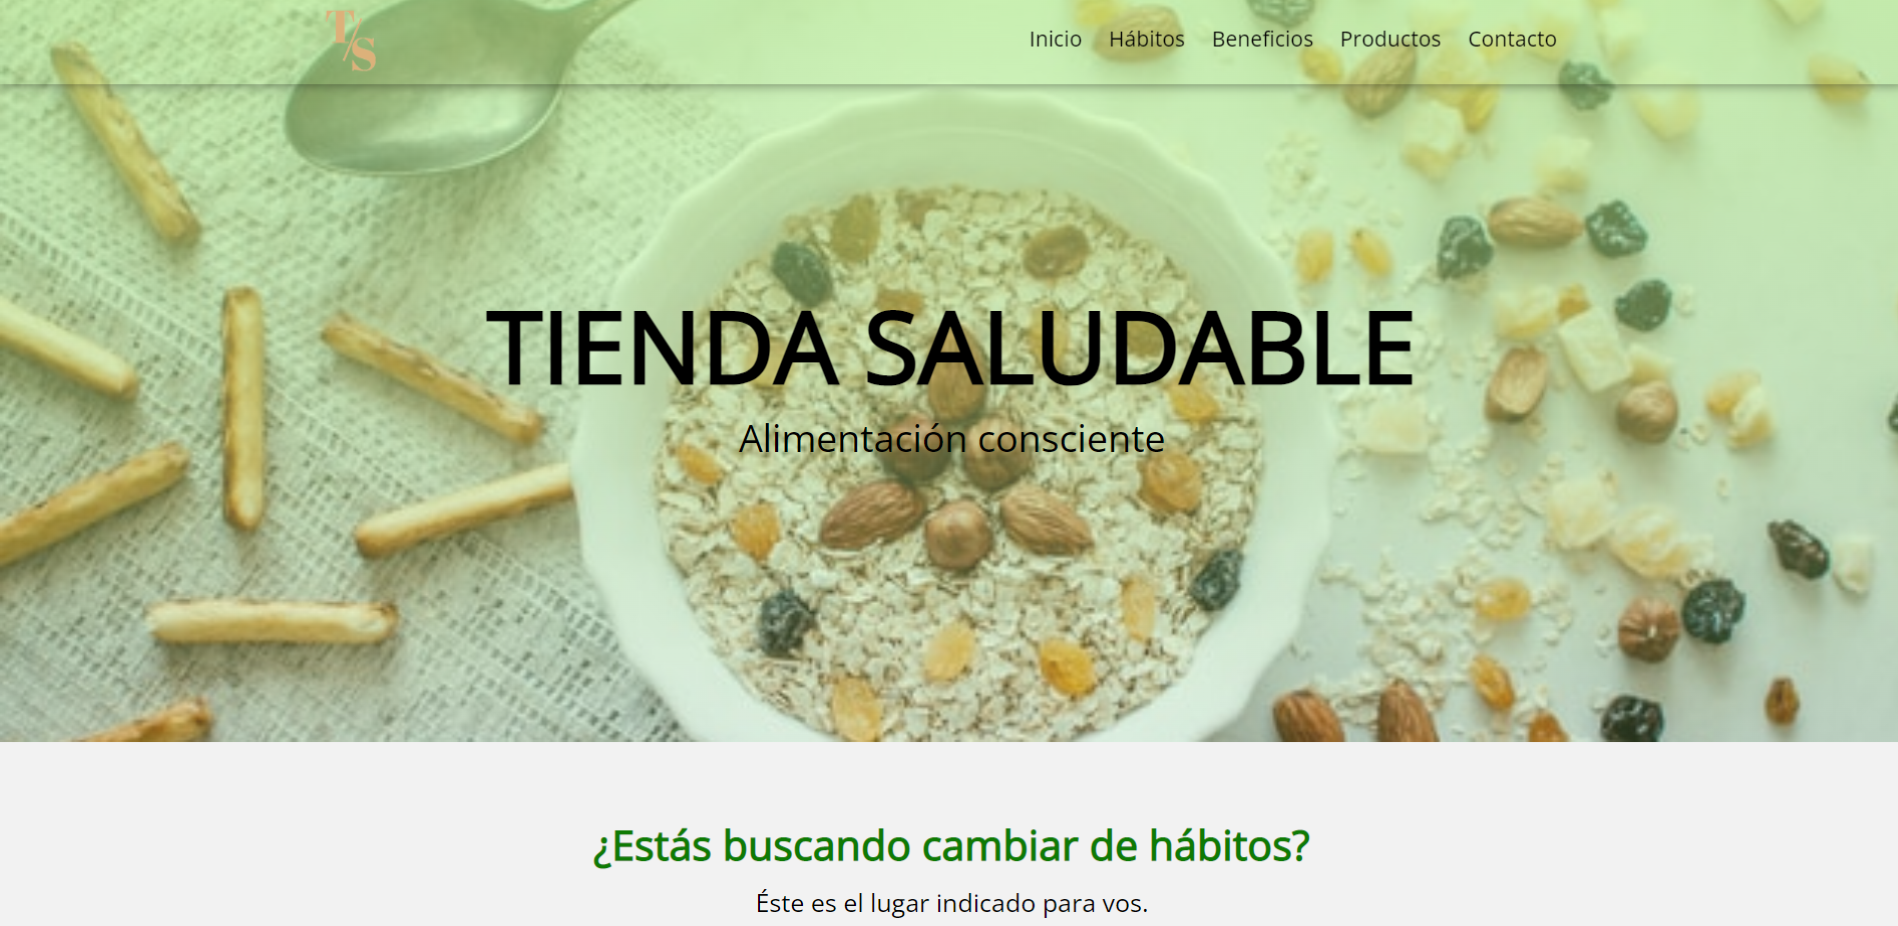 T/S
Inicio Hábitos Beneficios Productos Contacto
TIENDA SALUDABLE
Alimentación consciente
¿Estás buscando cambiar de hábitos?
Éste es el lugar indicado para vos.